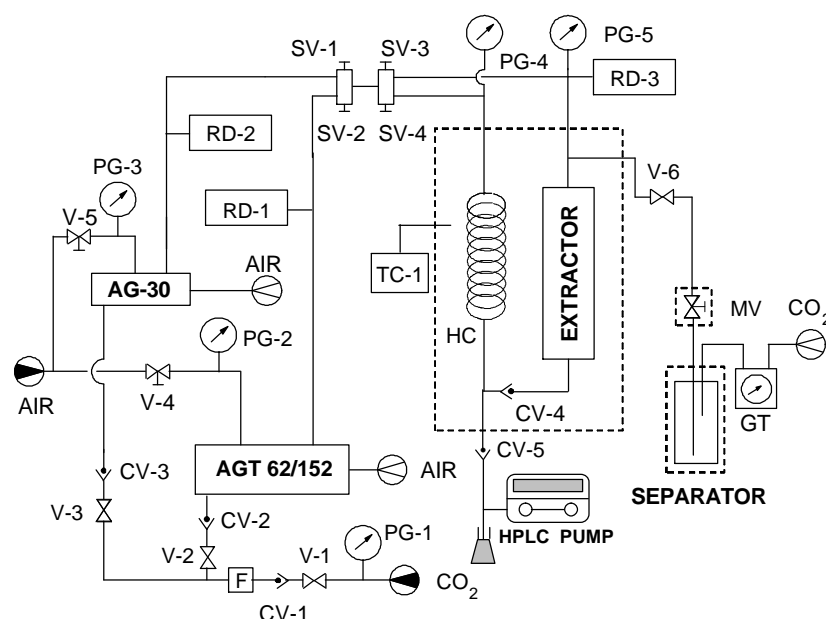 SV-1
SV-3
PG-5
PG-4
RD-3
RD-2
SV-2
SV-4
PG-3
V-6
RD-1
V-5
AIR
TC-1
EXTRACTOR
AG-30
MV
CO2
HC
PG-2
AIR
V-4
CV-4
GT
CV-5
CV-3
AGT 62/152
AIR
SEPARATOR
V-3
CV-2
PG-1
HPLC PUMP
V-2
V-1
F
CO2
CV-1